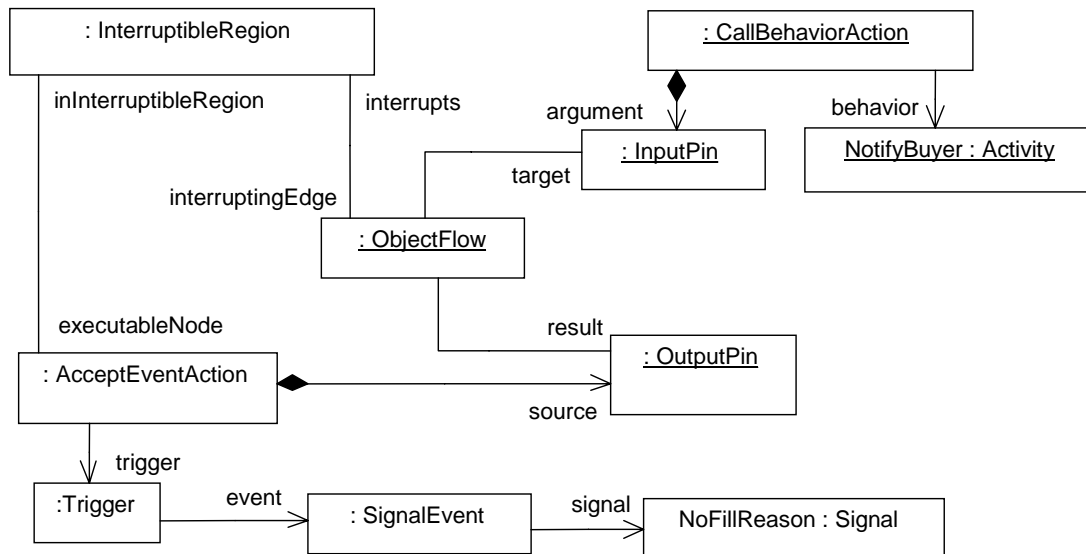 : InterruptibleRegion
: CallBehaviorAction
inInterruptibleRegion
interrupts
argument
behavior
: InputPin
NotifyBuyer : Activity
target
interruptingEdge
: ObjectFlow
executableNode
result
: AcceptEventAction
: OutputPin
source
trigger
:Trigger
event
: SignalEvent
signal
NoFillReason : Signal